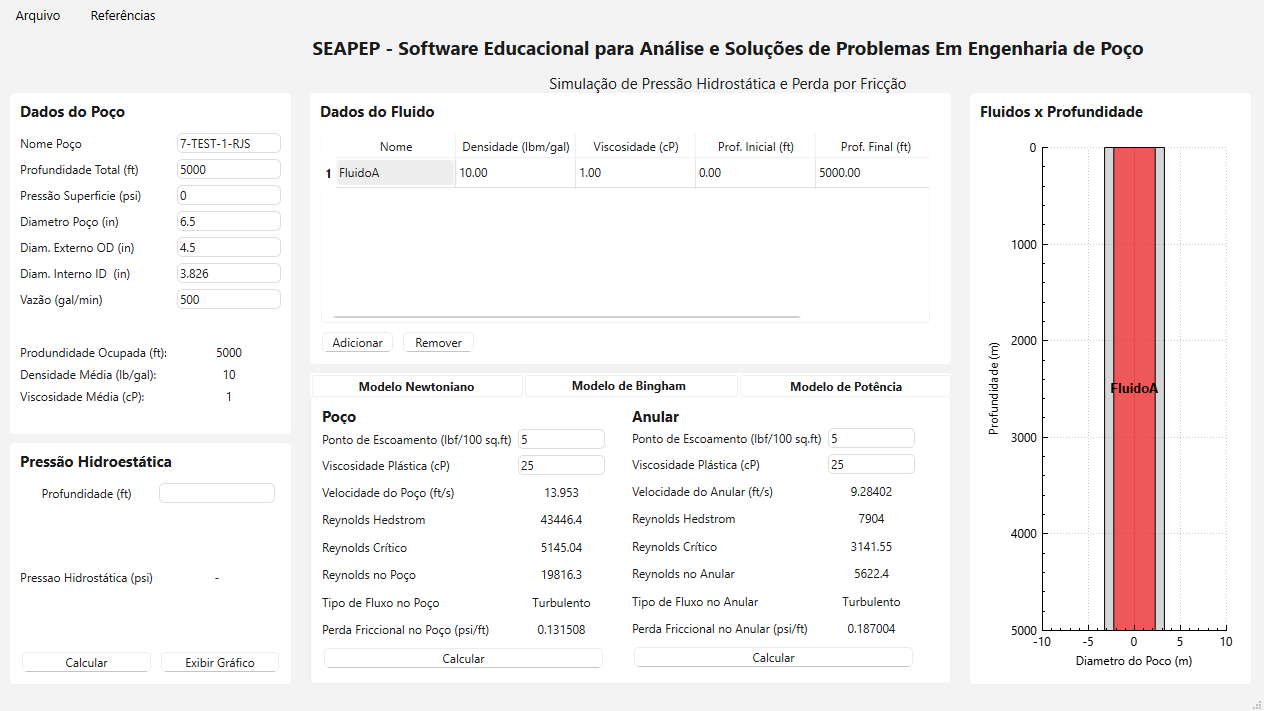 Arquivo Referências
SEAPEP - Software Educacional para Análise e Soluções de Problemas Em Engenharia de Poço
Simulação de Pressão Hidrostática e Perda por Fricção
Dados do Poço
Nome Poço 7-TEST-1-RJS
Profundidade Total (ft) 5000
Pressão Superficie (psi) 0
Diametro Poço (in) 6.5
Diam. Externo OD (in) 4.5
Diam. Interno ID (in) 3.826
Vazão (gal/min) 500
Produndidade Ocupada (ft): 5000
Densidade Média (lb/gal): 10
Viscosidade Média (cP): 1
Pressão Hidroestática
Profundidade (ft)
Pressao Hidrostática (psi) -
Calcular Exibir Gráfico
Dados do Fluido
Nome Densidade (lbm/gal) Viscosidade (cP) Prof. Inicial (ft) Prof. Final (ft)
1 FluidoA 10.00 1.00 0.00 5000.00
Adicionar Remover
Modelo Newtoniano Modelo de Bingham Modelo de Potência
Poço
Ponto de Escoamento (lbf/100 sq.ft) 5
Viscosidade Plástica (cP) 25
Velocidade do Poço (ft/s) 13.953
Reynolds Hedstrom 43446.4
Reynolds Crítico 5145.04
Reynolds no Poço 19816.3
Tipo de Fluxo no Poço Turbulento
Perda Friccional no Poço (psi/ft) 0.131508
Calcular
Anular
Ponto de Escoamento (lbf/100 sq.ft) 5
Viscosidade Plástica (cP) 25
Velocidade do Anular (ft/s) 9.28402
Reynolds Hedstrom 7904
Reynolds Crítico 3141.55
Reynolds no Anular 5622.4
Tipo de Fluxo no Anular Turbulento
Perda Friccional no Anular (psi/ft) 0.187004
Calcular
Fluidos x Profundidade
0
1000
2000
3000
4000
5000
Profundidade (m)
FluidoA
-10 -5 0 5 10
Diametro do Poco (m)